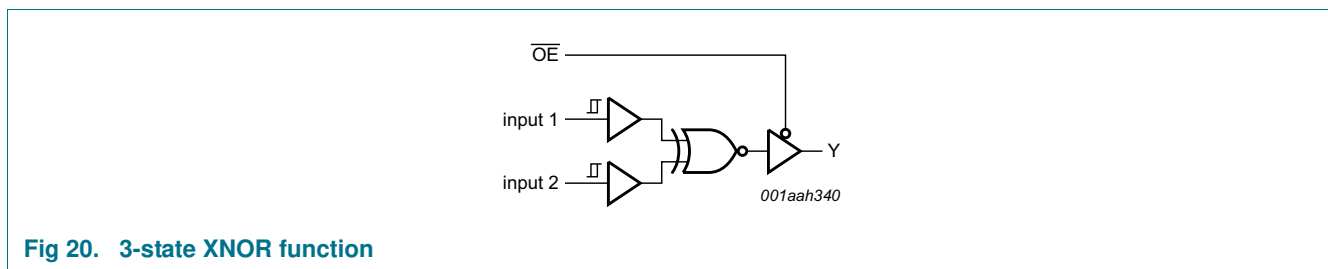 OE
input 1
input 2
Y
001aah340
Fig 20. 3-state XNOR function